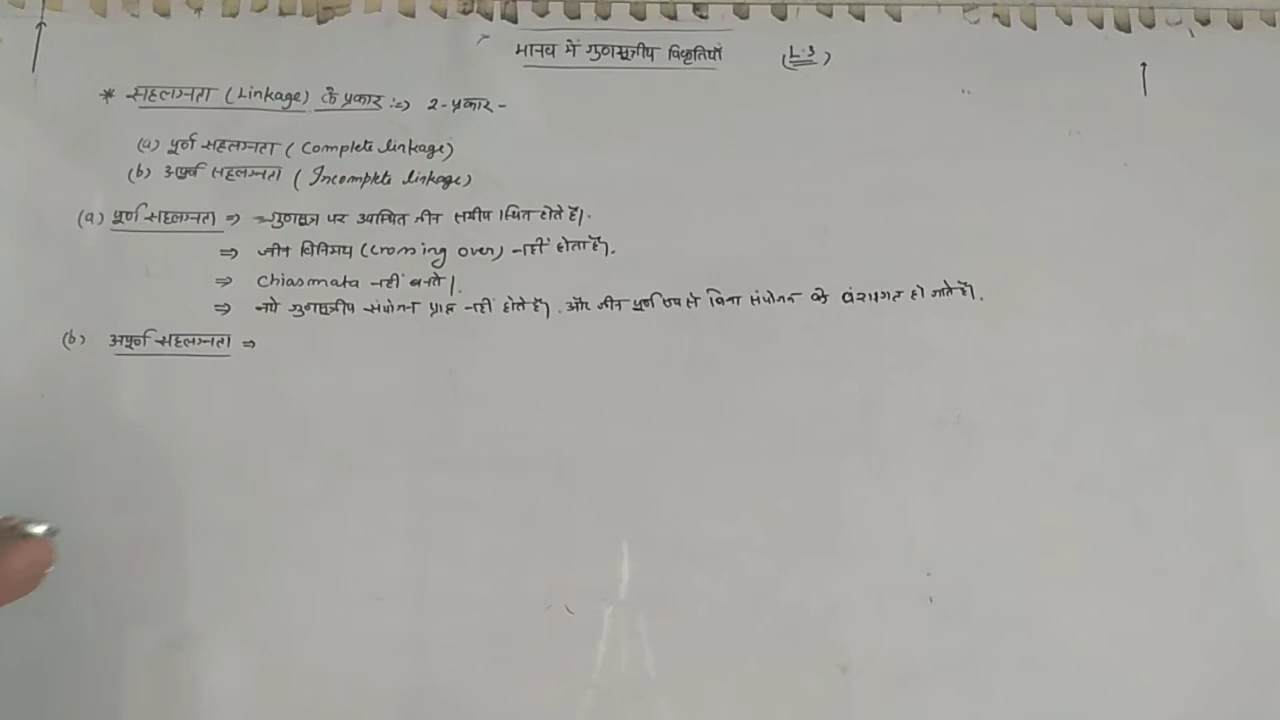 मानव में गुणसूत्रीय विकृतियाँ (L.3)
* सहलग्नता (Linkage) के प्रकार :=> 2-प्रकार -
(a) पूर्ण सहलग्नता (Complete linkage)
(b) अपूर्ण सहलग्नता (Incomplete linkage)
(a) पूर्ण सहलग्नता ⇒ गुणसूत्र पर उपस्थित जीन समीप स्थित होते हैं।
⇒ जीन विनिमय (Crossing over) नहीं होता है।
⇒ Chiasmata नहीं बनते।
⇒ नये गुणसूत्रीय संयोजन प्राप्त नहीं होते हैं। और जीन पूर्ण रूप से बिना संयोजन के वंशागत हो जाते हैं।
(b) अपूर्ण सहलग्नता ⇒